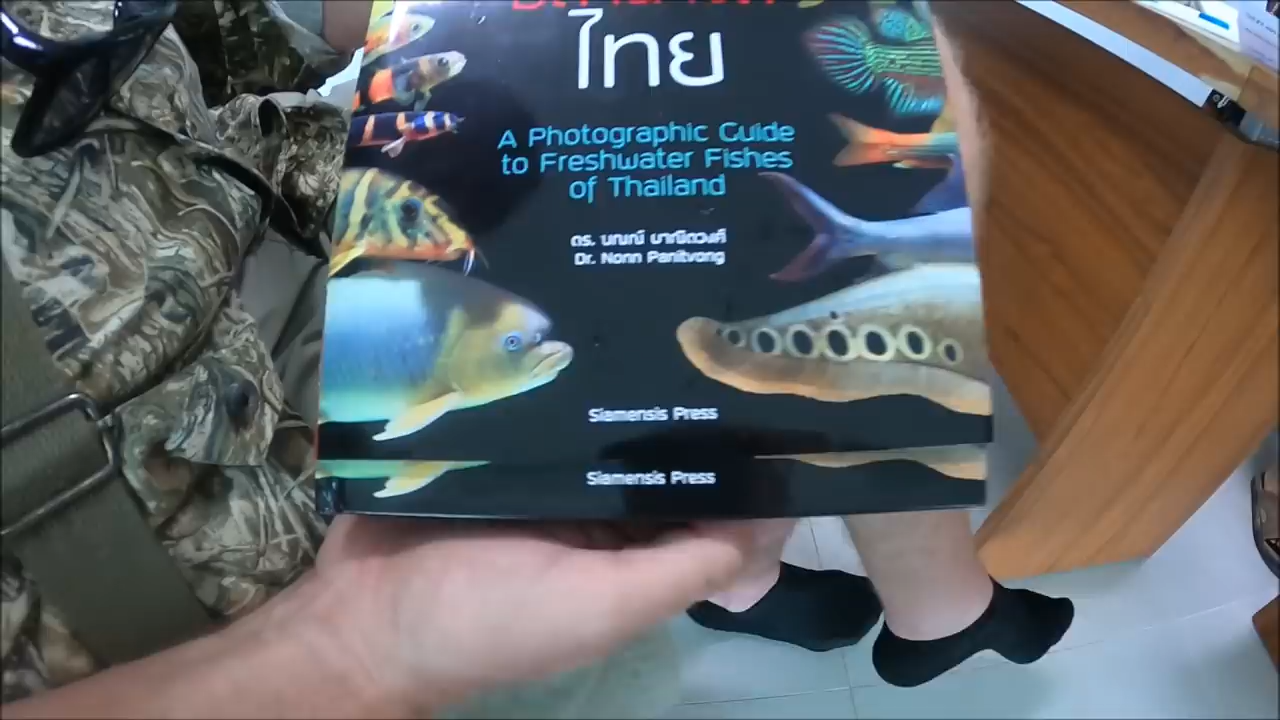 ไทย
A Photographic Guide
to Freshwater Fishes
of Thailand
ดร. นณณ์ ผาณิตวงศ์
Dr. Nonn Panitvong
Siamensis Press
Siamensis Press